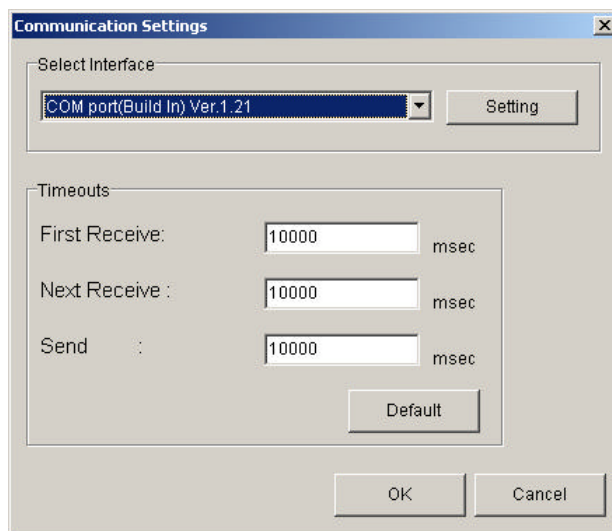 Communication Settings
Select Interface
COM port(Build In) Ver.1.21
Setting
Timeouts
First Receive: 10000 msec
Next Receive : 10000 msec
Send : 10000 msec
Default
OK Cancel